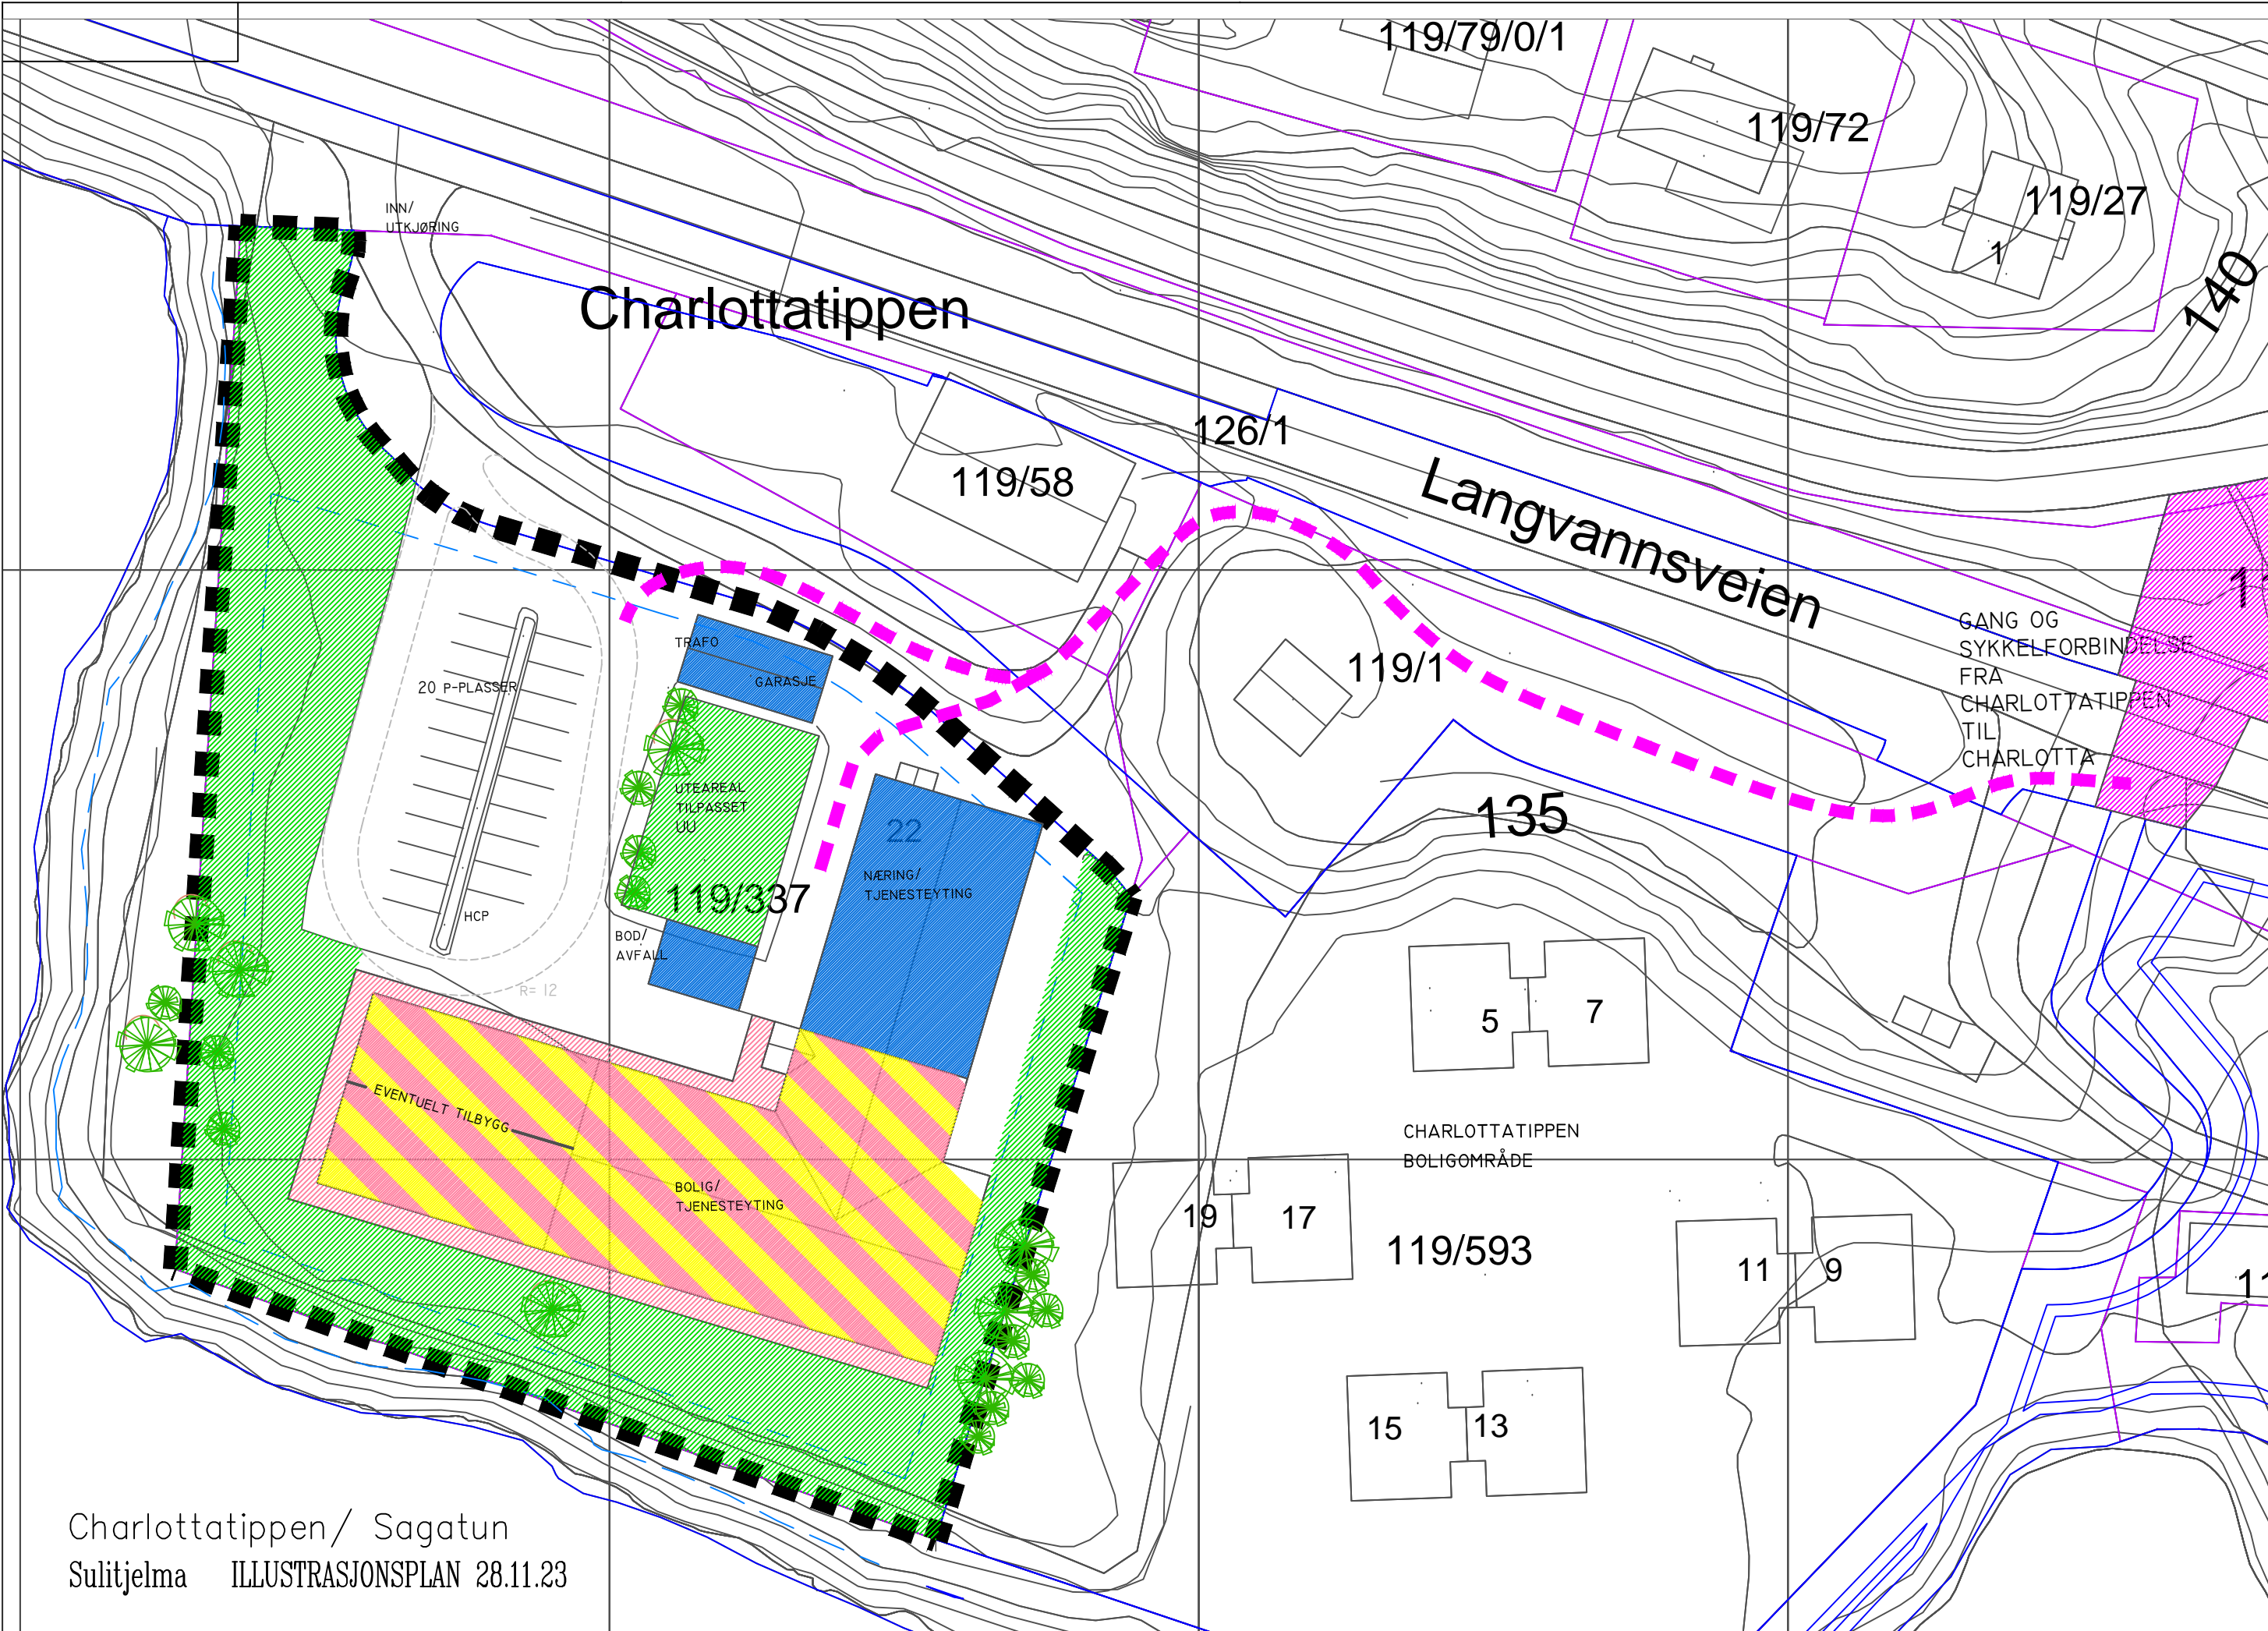 119/79/0/1
119/72
119/27
1
140
INN/
UTKJØRING
Charlottatippen
126/1
119/58
Langvannsveien
119/1
GANG OG
SYKKELFORBINDELSE
FRA
CHARLOTTATIPPEN
TIL
CHARLOTTA
TRAFO
GARASJE
20 P-PLASSER
UTEAREAL
TILPASSET
UU
22
135
NÆRING/
TJENESTEYTING
119/337
HCP
BOD/
AVFALL
R= 12
5
7
EVENTUELT TILBYGG
CHARLOTTATIPPEN
BOLIGOMRÅDE
BOLIG/
TJENESTEYTING
19
17
119/593
11
9
15
13
Charlottatippen/ Sagatun
Sulitjelma ILLUSTRASJONSPLAN 28.11.23